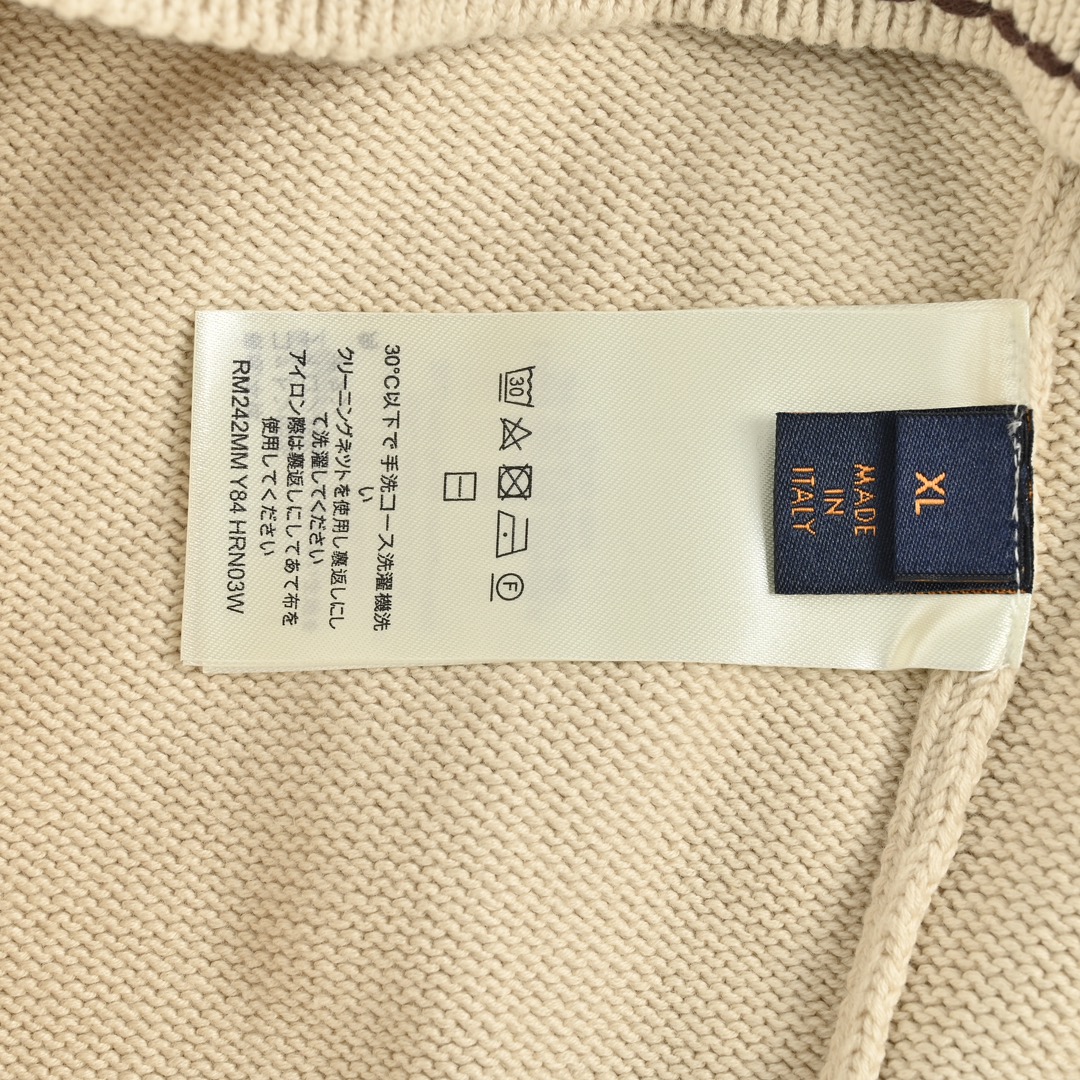 XL
MADE
IN
ITALY
30
F
30°C以下で手洗コース洗濯機洗
い
クリーニングネットを使用し裏返しにし
て洗濯してください
アイロン際は裏返しにしてあて布を
使用してください
RM242MM Y84 HRN03W